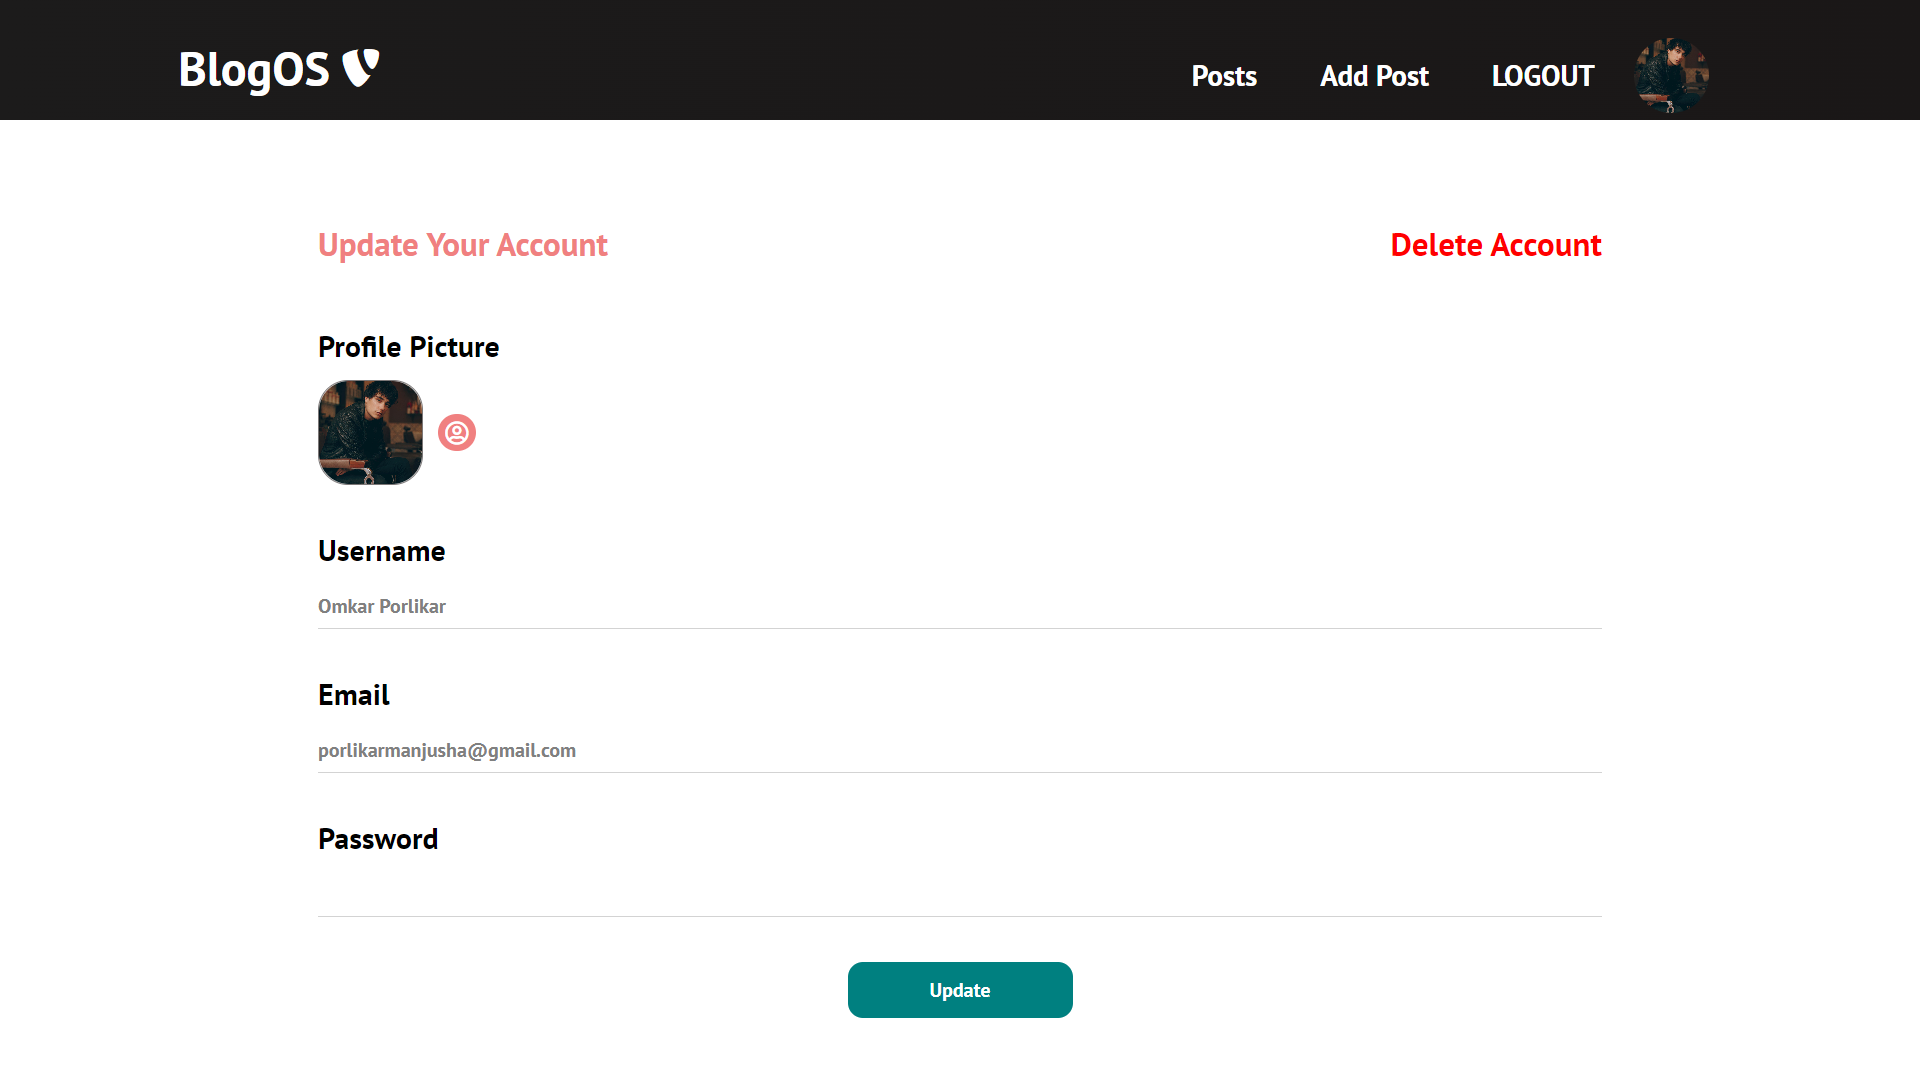 BlogOS
Posts Add Post LOGOUT
Update Your Account Delete Account
Profile Picture
Username
Omkar Porlikar
Email
porlikarmanjusha@gmail.com
Password
Update